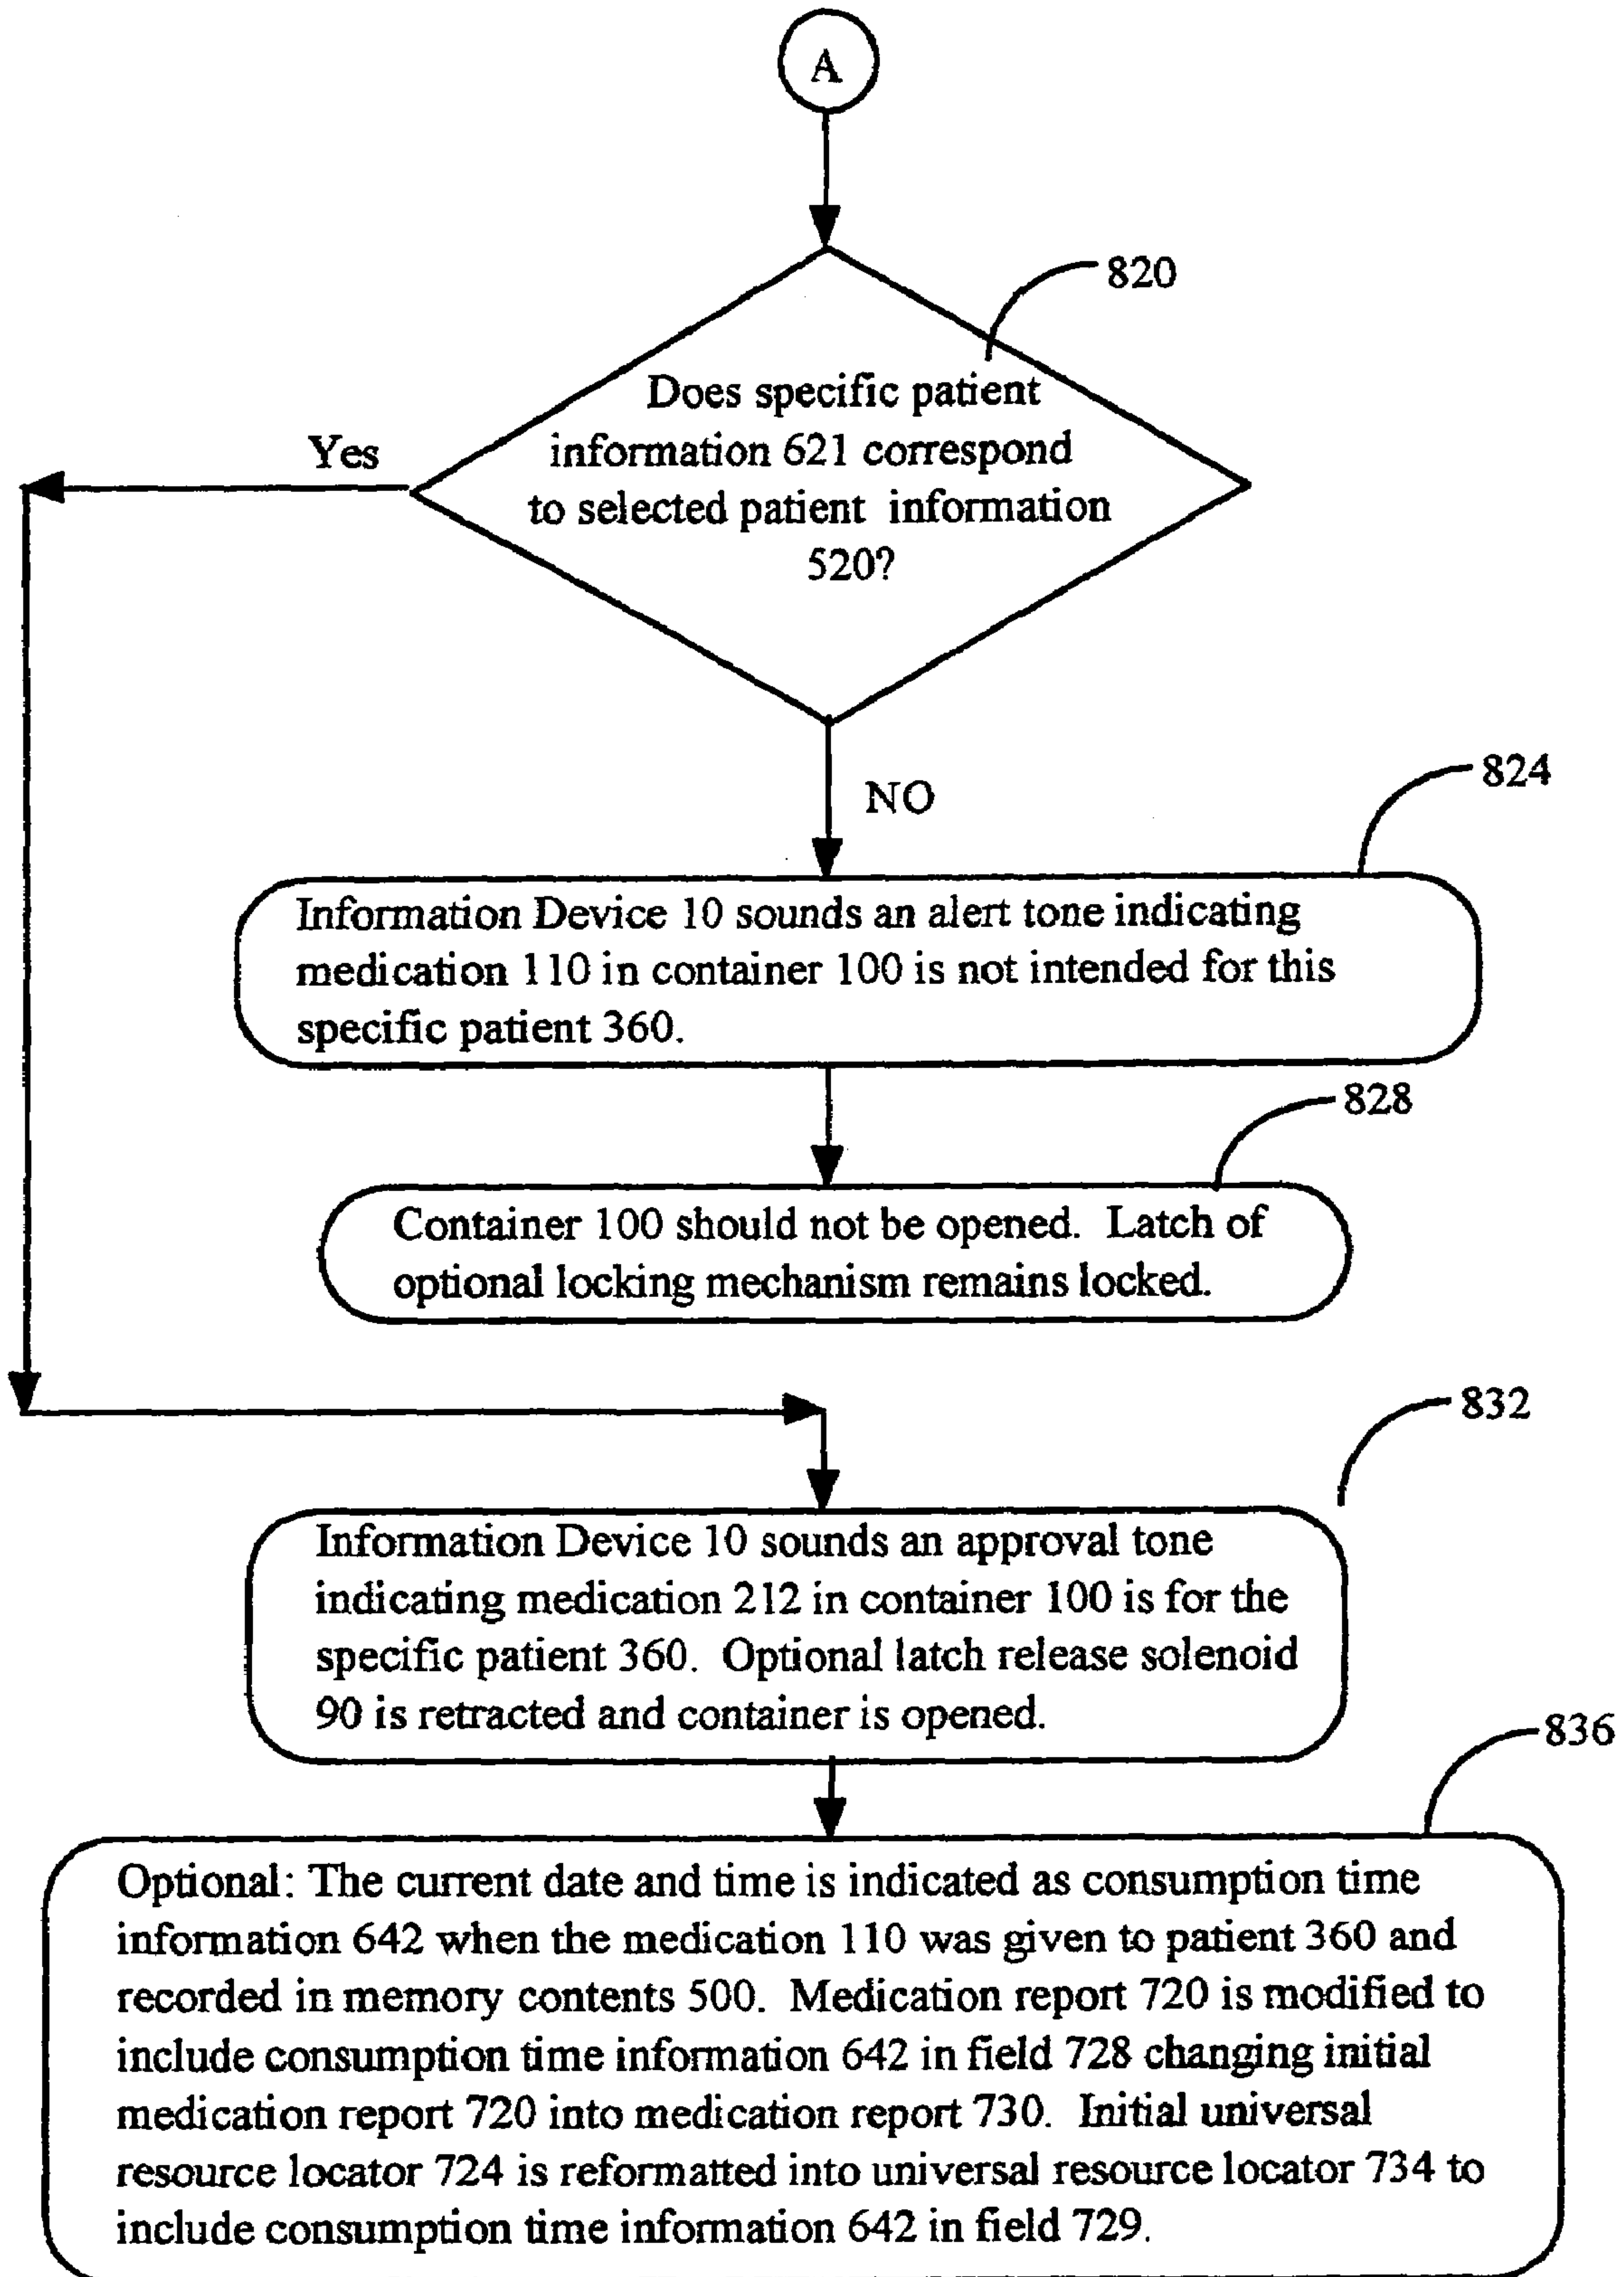 A
820
Does specific patient
information 621 correspond
to selected patient information
520?
Yes
NO
824
Information Device 10 sounds an alert tone indicating
medication 110 in container 100 is not intended for this
specific patient 360.
828
Container 100 should not be opened. Latch of
optional locking mechanism remains locked.
832
Information Device 10 sounds an approval tone
indicating medication 212 in container 100 is for the
specific patient 360. Optional latch release solenoid
90 is retracted and container is opened.
836
Optional: The current date and time is indicated as consumption time
information 642 when the medication 110 was given to patient 360 and
recorded in memory contents 500. Medication report 720 is modified to
include consumption time information 642 in field 728 changing initial
medication report 720 into medication report 730. Initial universal
resource locator 724 is reformatted into universal resource locator 734 to
include consumption time information 642 in field 729.